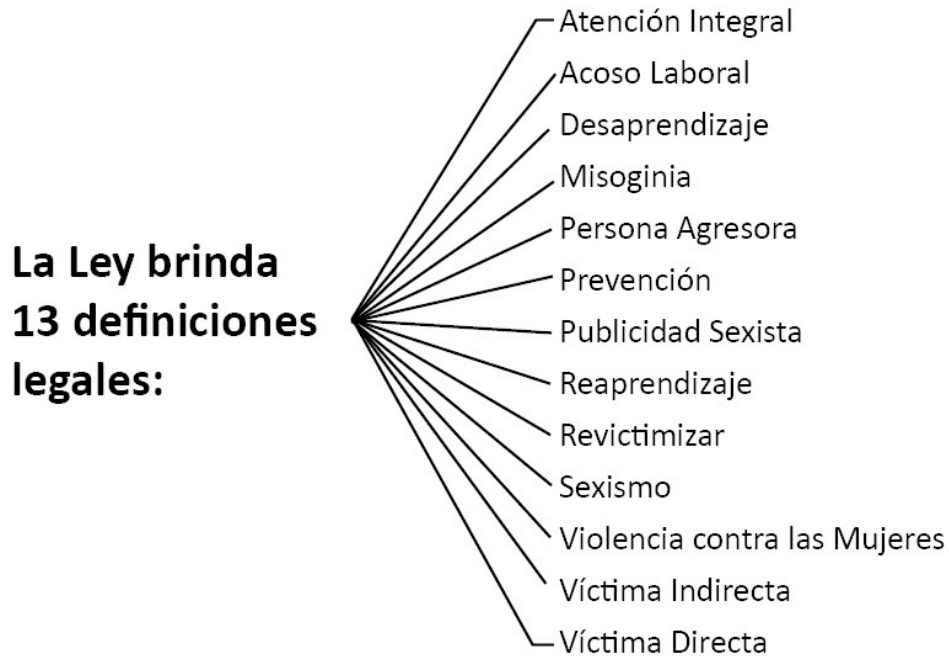 La Ley brinda
13 definiciones
legales:
Atención Integral
Acoso Laboral
Desaprendizaje
Misoginia
Persona Agresora
Prevención
Publicidad Sexista
Reaprendizaje
Revictimizar
Sexismo
Violencia contra las Mujeres
Víctima Indirecta
Víctima Directa